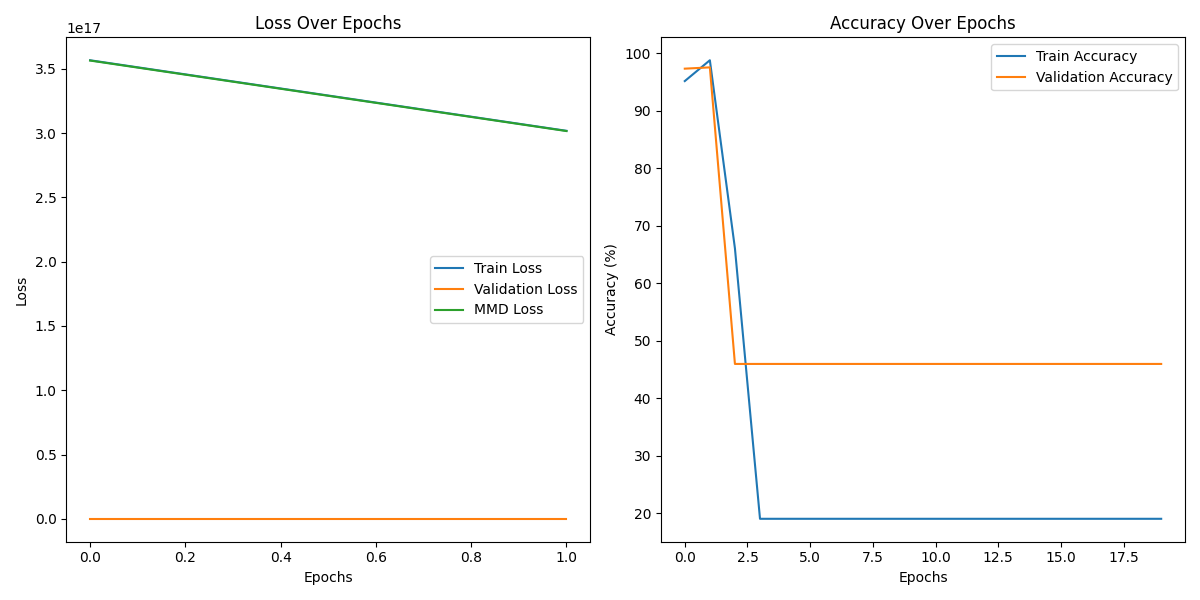 Loss Over Epochs
1e17
3.5
3.0
2.5
2.0
1.5
1.0
0.5
0.0
Loss
Train Loss
Validation Loss
MMD Loss
0.0 0.2 0.4 0.6 0.8 1.0
Epochs
Accuracy Over Epochs
100
90
80
70
60
50
40
30
20
Accuracy (%)
Train Accuracy
Validation Accuracy
0.0 2.5 5.0 7.5 10.0 12.5 15.0 17.5
Epochs